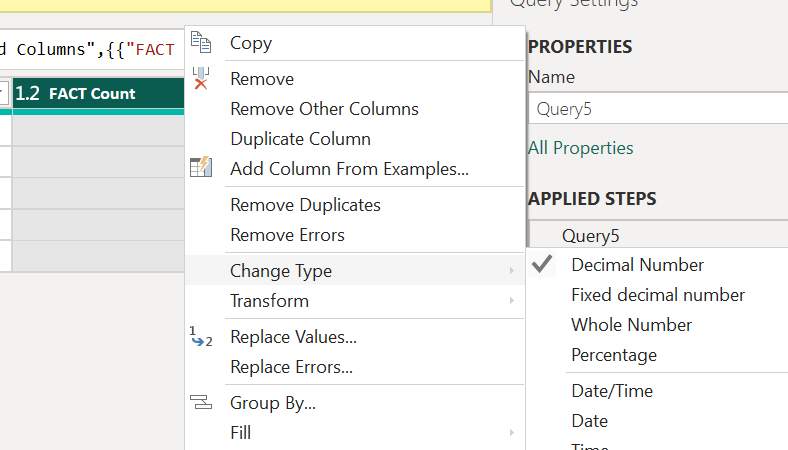 Query Settings
d Columns",{{"FACT
1.2 FACT Count
Copy
Remove
Remove Other Columns
Duplicate Column
Add Column From Examples...
Remove Duplicates
Remove Errors
Change Type
Transform
1 2 Replace Values...
Replace Errors...
Group By...
Fill
PROPERTIES
Name
Query5
All Properties
APPLIED STEPS
Query5
Decimal Number
Fixed decimal number
Whole Number
Percentage
Date/Time
Date
Time